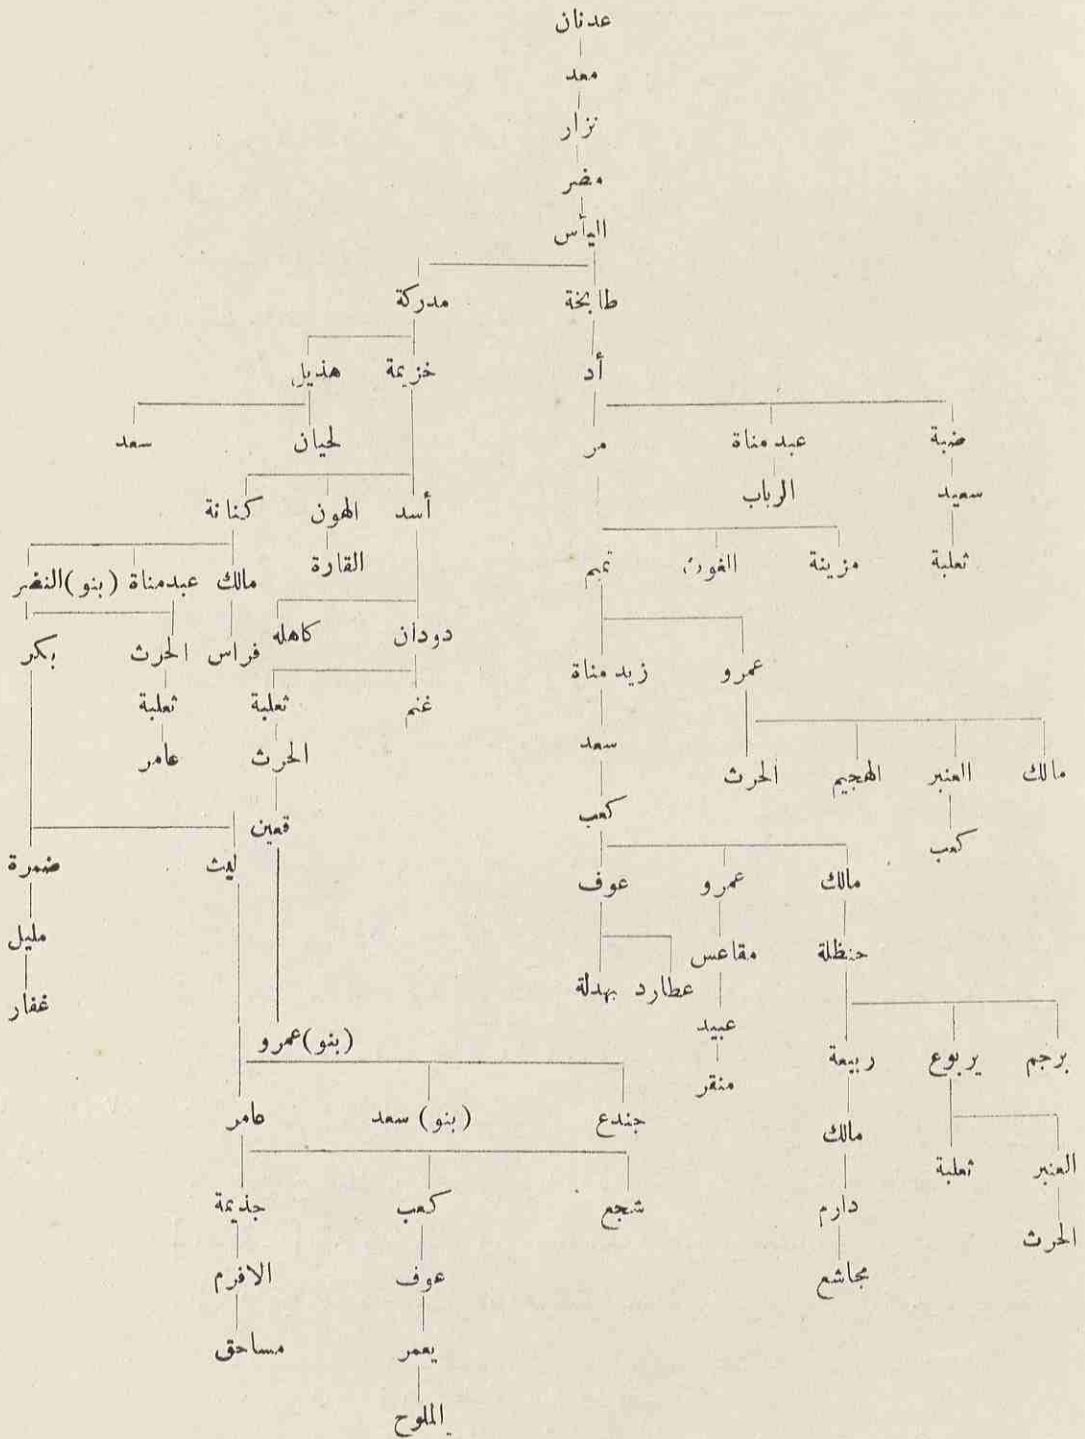 عدنان
معد
نزار
مضر
اليأس
طابخة مدركة
أد خزيمة هذيل
ضبة عبد مناة مر لحيان سعد
سعيد الرباب أسد الهون كنانة
ثعلبة مزينة الغوث تميم القارة مالك عبدمناة (بنو) النضر
عمرو زيد مناة دودان كاهله فراس الحرث بكر
غنم ثعلبة ثعلبة
مالك العنبر الهجيم الحرث سعد الحرث عامر
كعب كعب قعين
مالك عمرو عوف ليث ضمرة
حنظلة مقاعس عطارد بهدلة مليل
عبيد غفار
برجم يربوع ربيعة منقر (بنو) عمرو
مالك جندع (بنو) سعد عامر
العنبر ثعلبة دارم شجع كعب جذيمة
الحرث مجاشع عوف الافرم
يعمر مساحق
الملوح